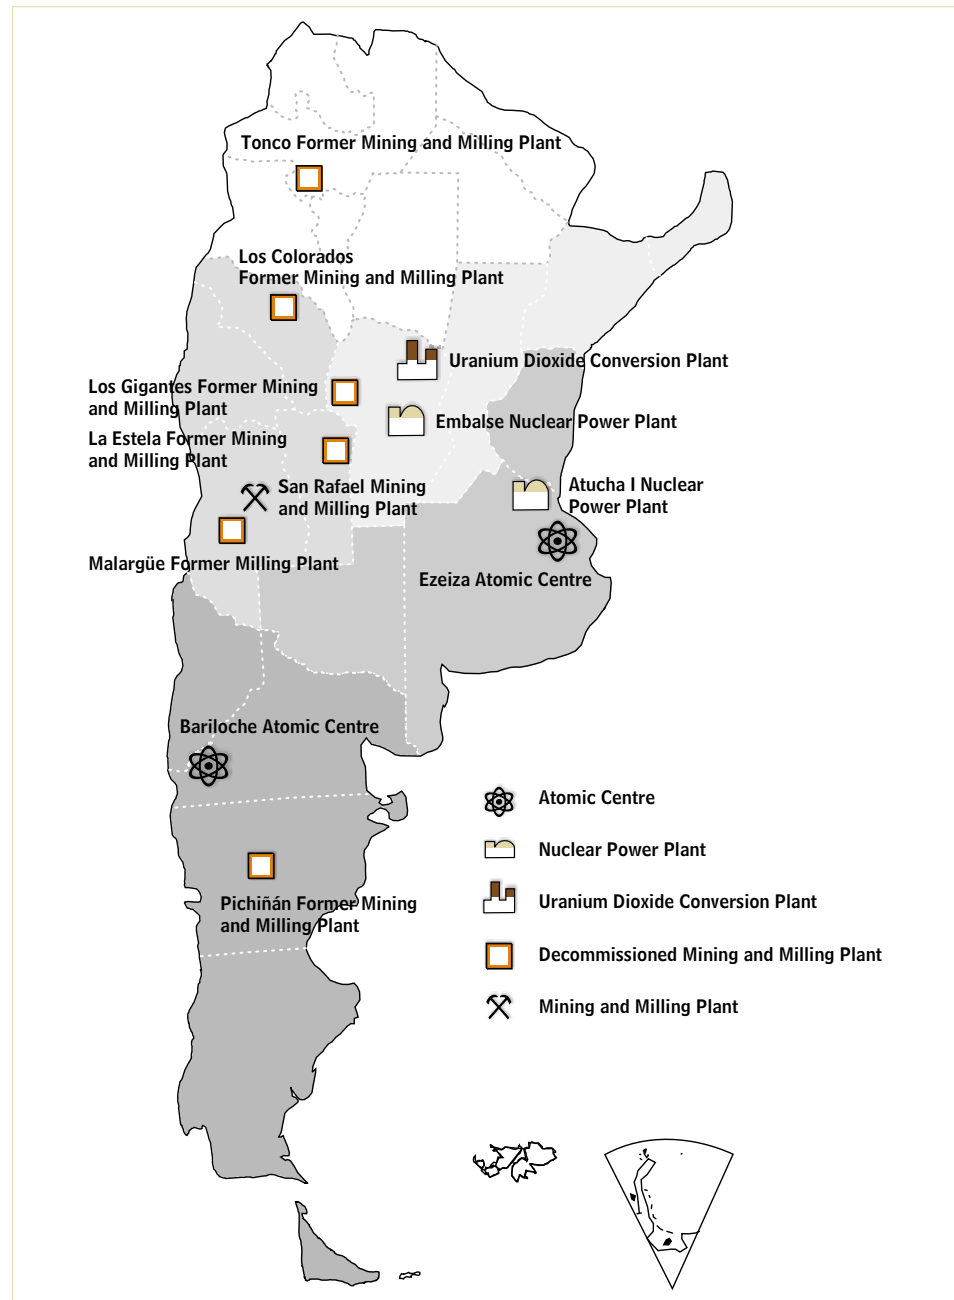 Tonco Former Mining and Milling Plant
Los Colorados
Former Mining and Milling Plant
Uranium Dioxide Conversion Plant
Los Gigantes Former Mining
and Milling Plant
Embalse Nuclear Power Plant
La Estela Former Mining
and Milling Plant
San Rafael Mining
and Milling Plant
Atucha I Nuclear
Power Plant
Malargüe Former Milling Plant
Ezeiza Atomic Centre
Bariloche Atomic Centre
Pichiñán Former Mining
and Milling Plant
Atomic Centre
Nuclear Power Plant
Uranium Dioxide Conversion Plant
Decommissioned Mining and Milling Plant
Mining and Milling Plant